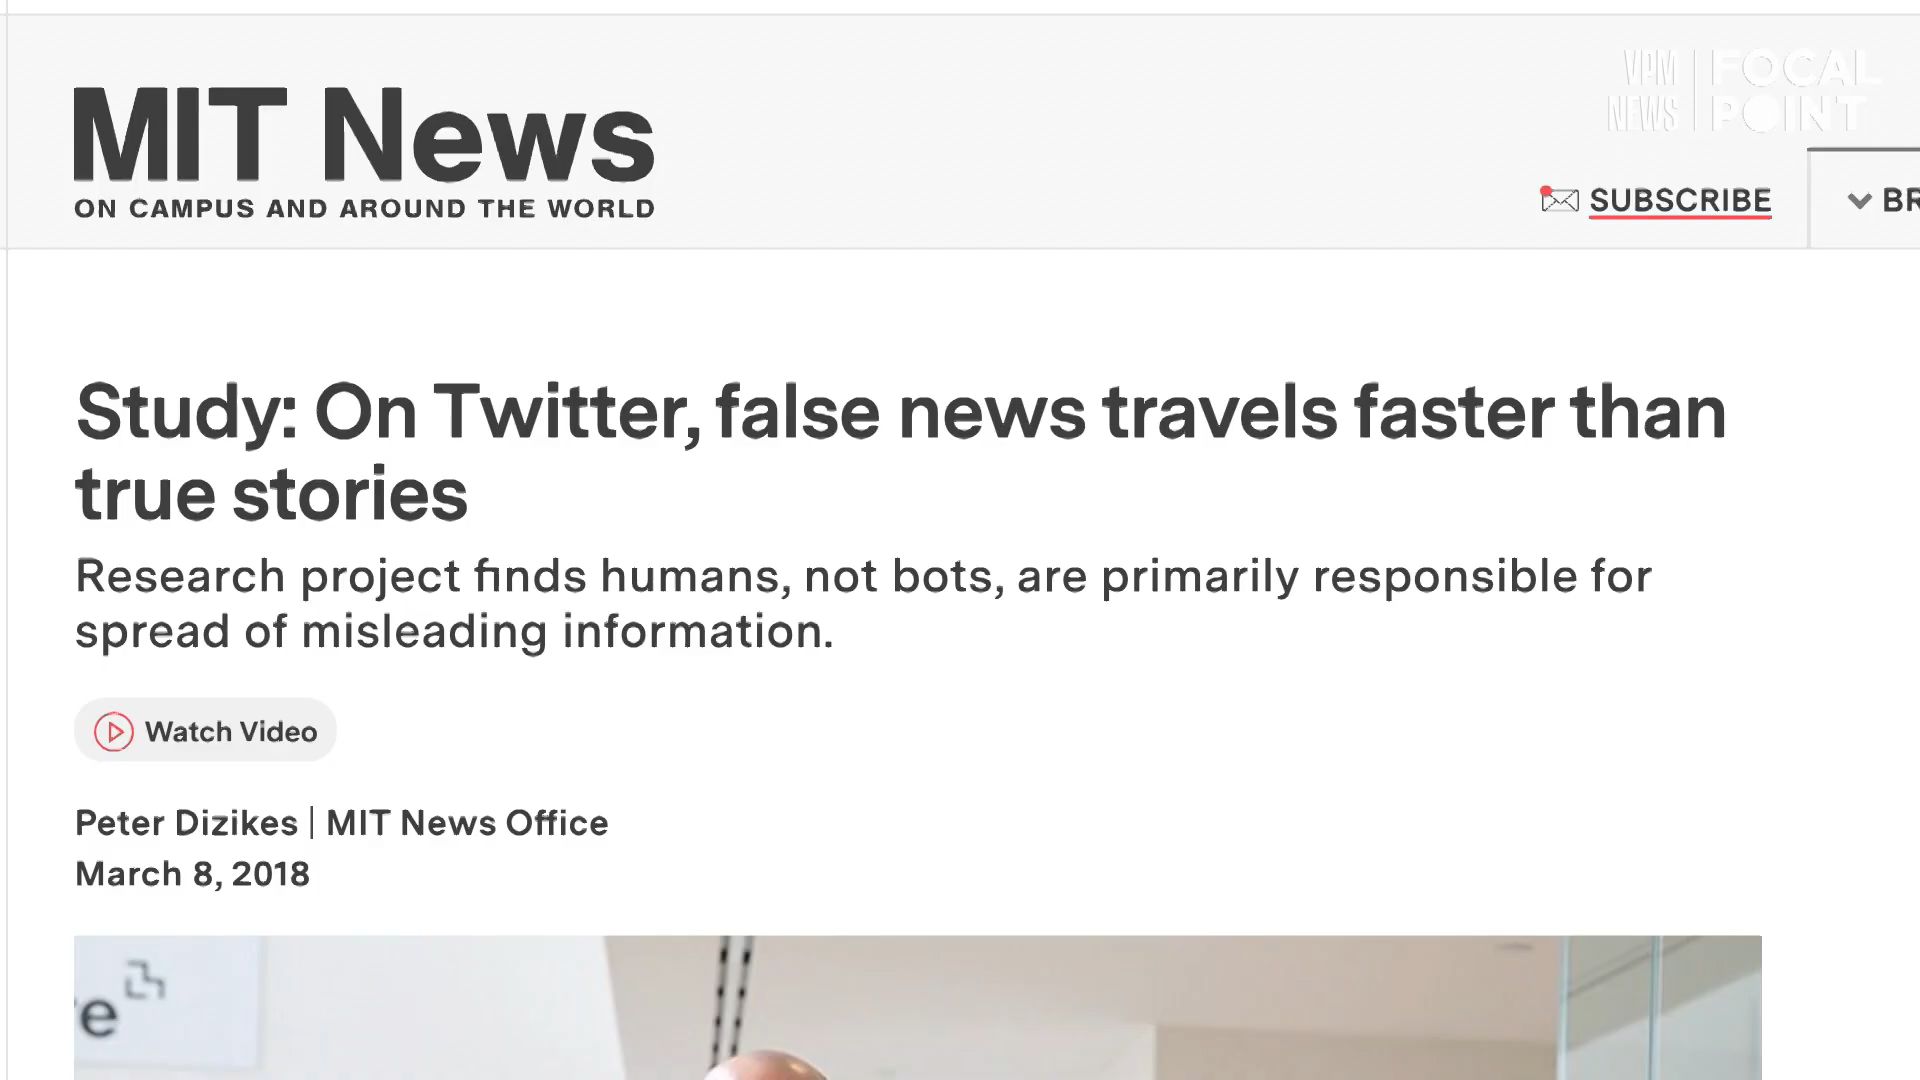 VPM | FOCAL
NEWS | POINT
MIT News
ON CAMPUS AND AROUND THE WORLD
SUBSCRIBE
BR
Study: On Twitter, false news travels faster than
true stories
Research project finds humans, not bots, are primarily responsible for
spread of misleading information.
Watch Video
Peter Dizikes | MIT News Office
March 8, 2018
e